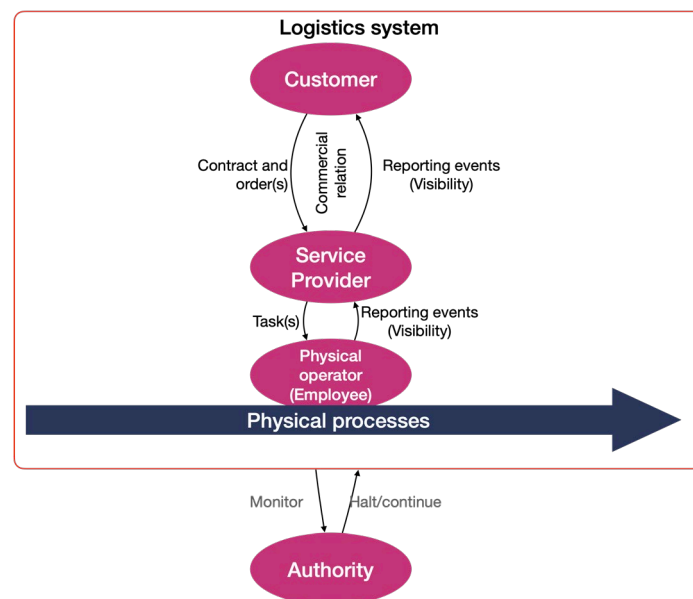 Logistics system
Customer
Contract and
order(s)
Commercial
relation
Reporting events
(Visibility)
Service
Provider
Task(s)
Reporting events
(Visibility)
Physical
operator
(Employee)
Physical processes
Monitor
Halt/continue
Authority